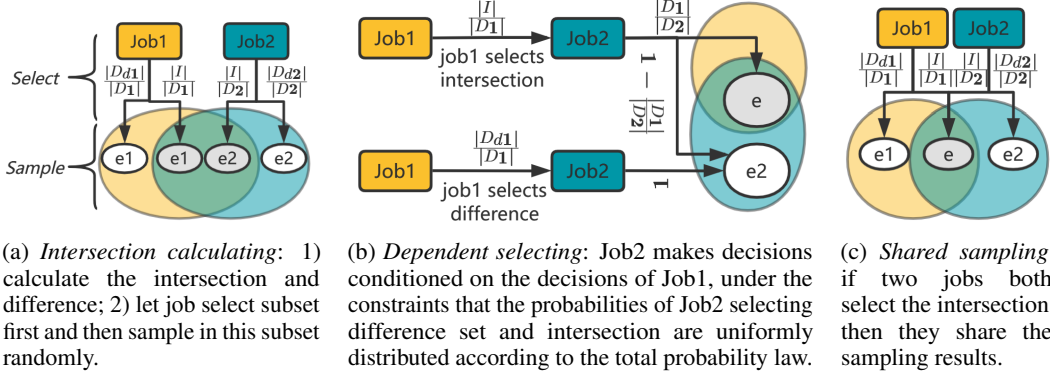 Job1
Job2
Select
|Dd1|/|D1|
|I|/|D1|
|I|/|D2|
|Dd2|/|D2|
Sample
e1
e1
e2
e2
(a) Intersection calculating: 1)
calculate the intersection and
difference; 2) let job select subset
first and then sample in this subset
randomly.
Job1
|I|/|D1|
job1 selects
intersection
Job2
|D1|/|D2|
1 − |D1|/|D2|
e
Job1
|Dd1|/|D1|
job1 selects
difference
Job2
1
e2
(b) Dependent selecting: Job2 makes decisions
conditioned on the decisions of Job1, under the
constraints that the probabilities of Job2 selecting
difference set and intersection are uniformly
distributed according to the total probability law.
Job1
Job2
|Dd1|/|D1|
|I|/|D1|
|I|/|D2|
|Dd2|/|D2|
e1
e
e2
(c) Shared sampling
if two jobs both
select the intersection
then they share the
sampling results.